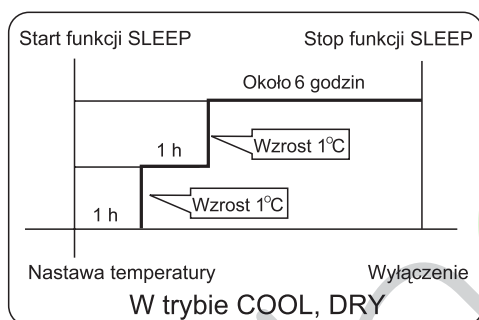 Start funkcji SLEEP
Stop funkcji SLEEP
Około 6 godzin
1 h
Wzrost 1°C
1 h
Wzrost 1°C
Nastawa temperatury
Wyłączenie
W trybie COOL, DRY